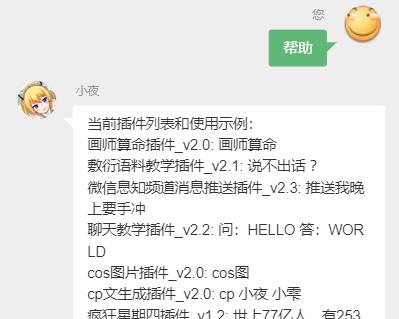 您
帮助
小夜
当前插件列表和使用示例：
画师算命插件_v2.0: 画师算命
敷衍语料教学插件_v2.1: 说不出话？
微信息知频道消息推送插件_v2.3: 推送我晚
上要手冲
聊天教学插件_v2.2: 问：HELLO 答：WOR
LD
cos图片插件_v2.0: cos图
cp文生成插件_v2.0: cp 小夜 小零
疯狂星期四插件_v1.2: 世上77亿人，有253